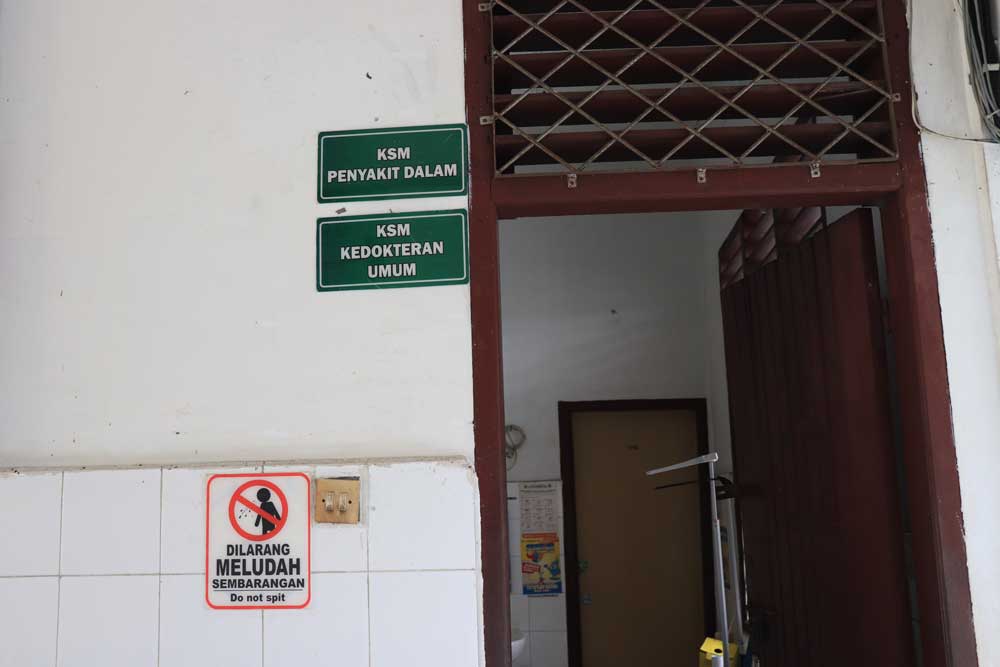 KSM
PENYAKIT DALAM
KSM
KEDOKTERAN
UMUM
DILARANG
MELUDAH
SEMBARANGAN
Do not spit